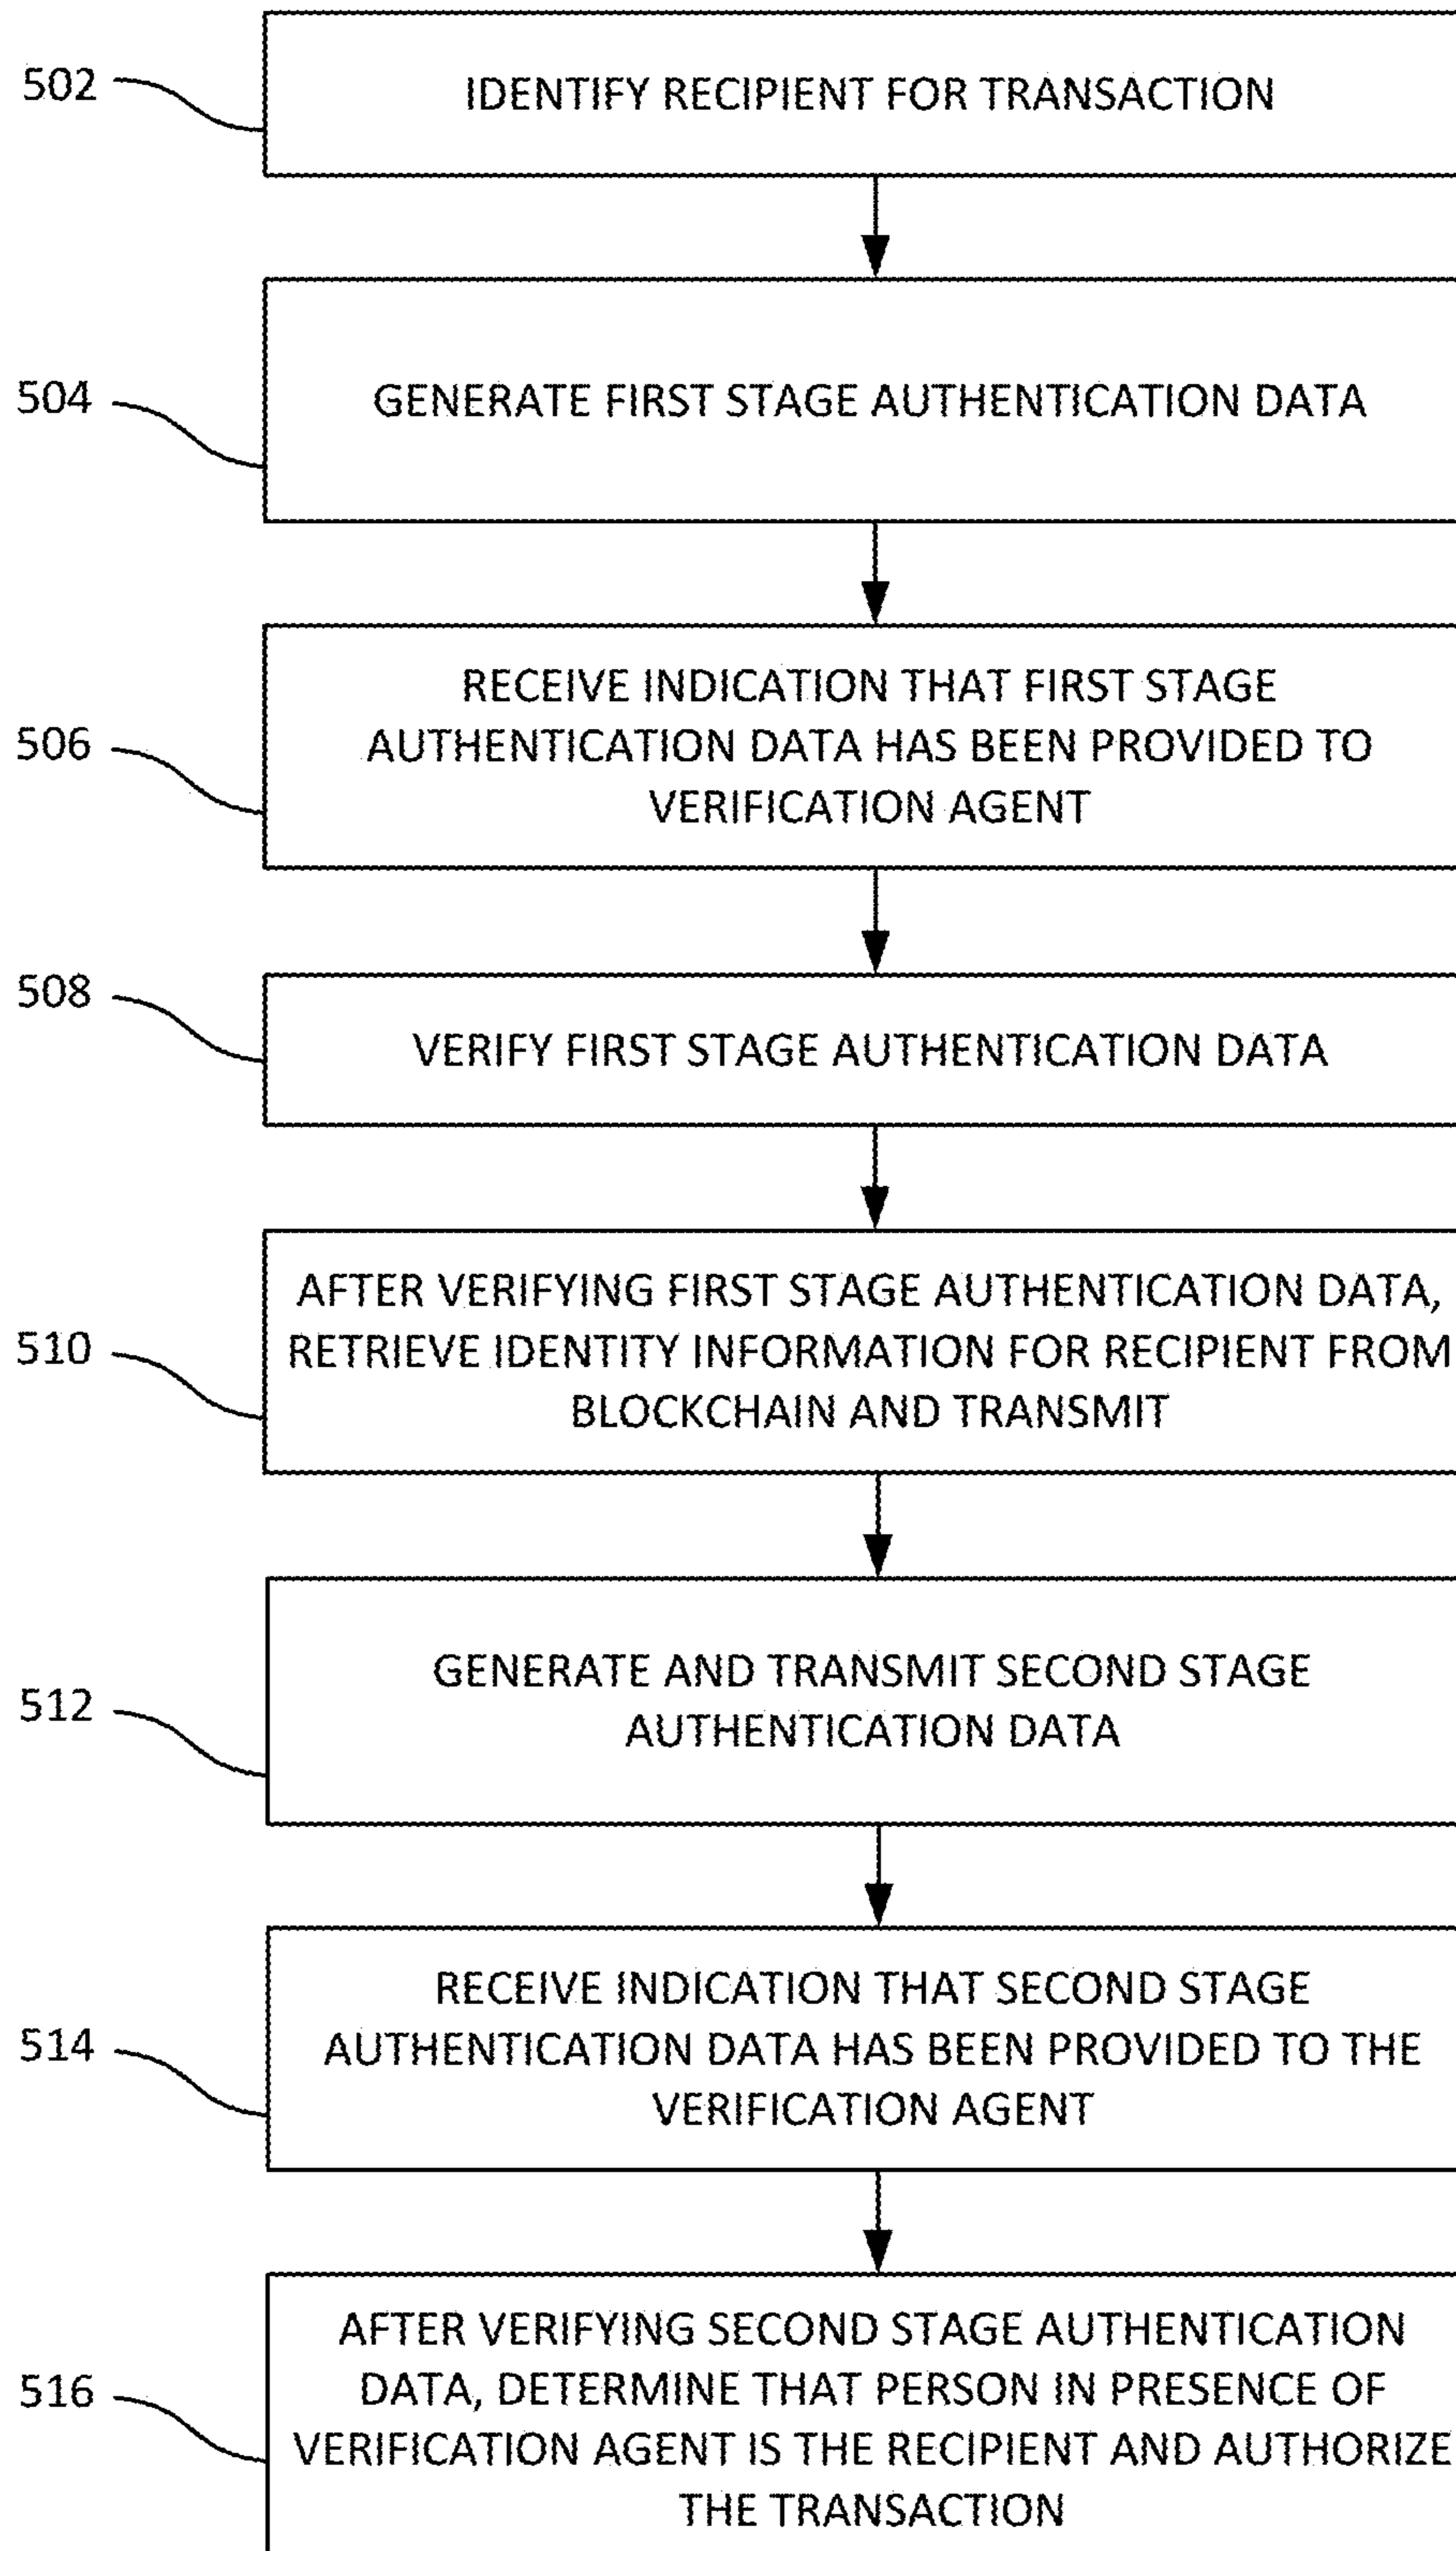 502
IDENTIFY RECIPIENT FOR TRANSACTION
504
GENERATE FIRST STAGE AUTHENTICATION DATA
506
RECEIVE INDICATION THAT FIRST STAGE
AUTHENTICATION DATA HAS BEEN PROVIDED TO
VERIFICATION AGENT
508
VERIFY FIRST STAGE AUTHENTICATION DATA
510
AFTER VERIFYING FIRST STAGE AUTHENTICATION DATA,
RETRIEVE IDENTITY INFORMATION FOR RECIPIENT FROM
BLOCKCHAIN AND TRANSMIT
512
GENERATE AND TRANSMIT SECOND STAGE
AUTHENTICATION DATA
514
RECEIVE INDICATION THAT SECOND STAGE
AUTHENTICATION DATA HAS BEEN PROVIDED TO THE
VERIFICATION AGENT
516
AFTER VERIFYING SECOND STAGE AUTHENTICATION
DATA, DETERMINE THAT PERSON IN PRESENCE OF
VERIFICATION AGENT IS THE RECIPIENT AND AUTHORIZE
THE TRANSACTION